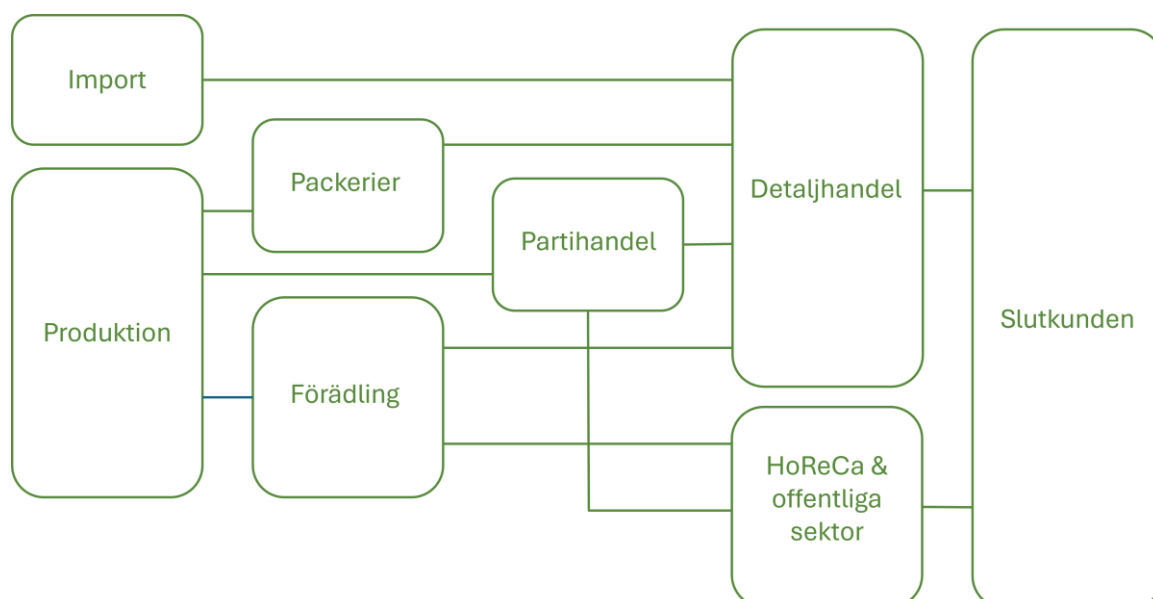 Import
Packerier
Detaljhandel
Partihandel
Produktion
Slutkunden
Förädling
HoReCa &
offentliga
sektor